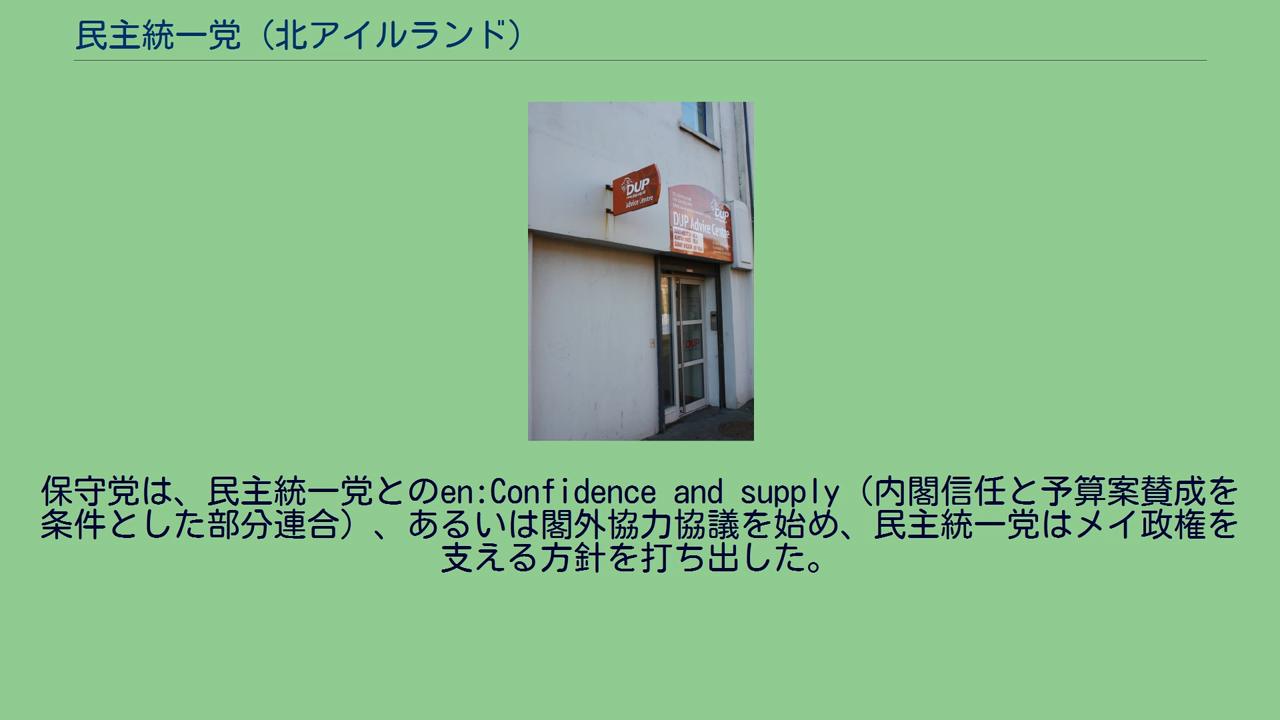 民主統一党（北アイルランド）
DUP
Advice Centre
DUP
DUP Advice Centre
DUP
保守党は、民主統一党とのen:Confidence and supply（内閣信任と予算案賛成を
条件とした部分連合）、あるいは閣外協力協議を始め、民主統一党はメイ政権を
支える方針を打ち出した。